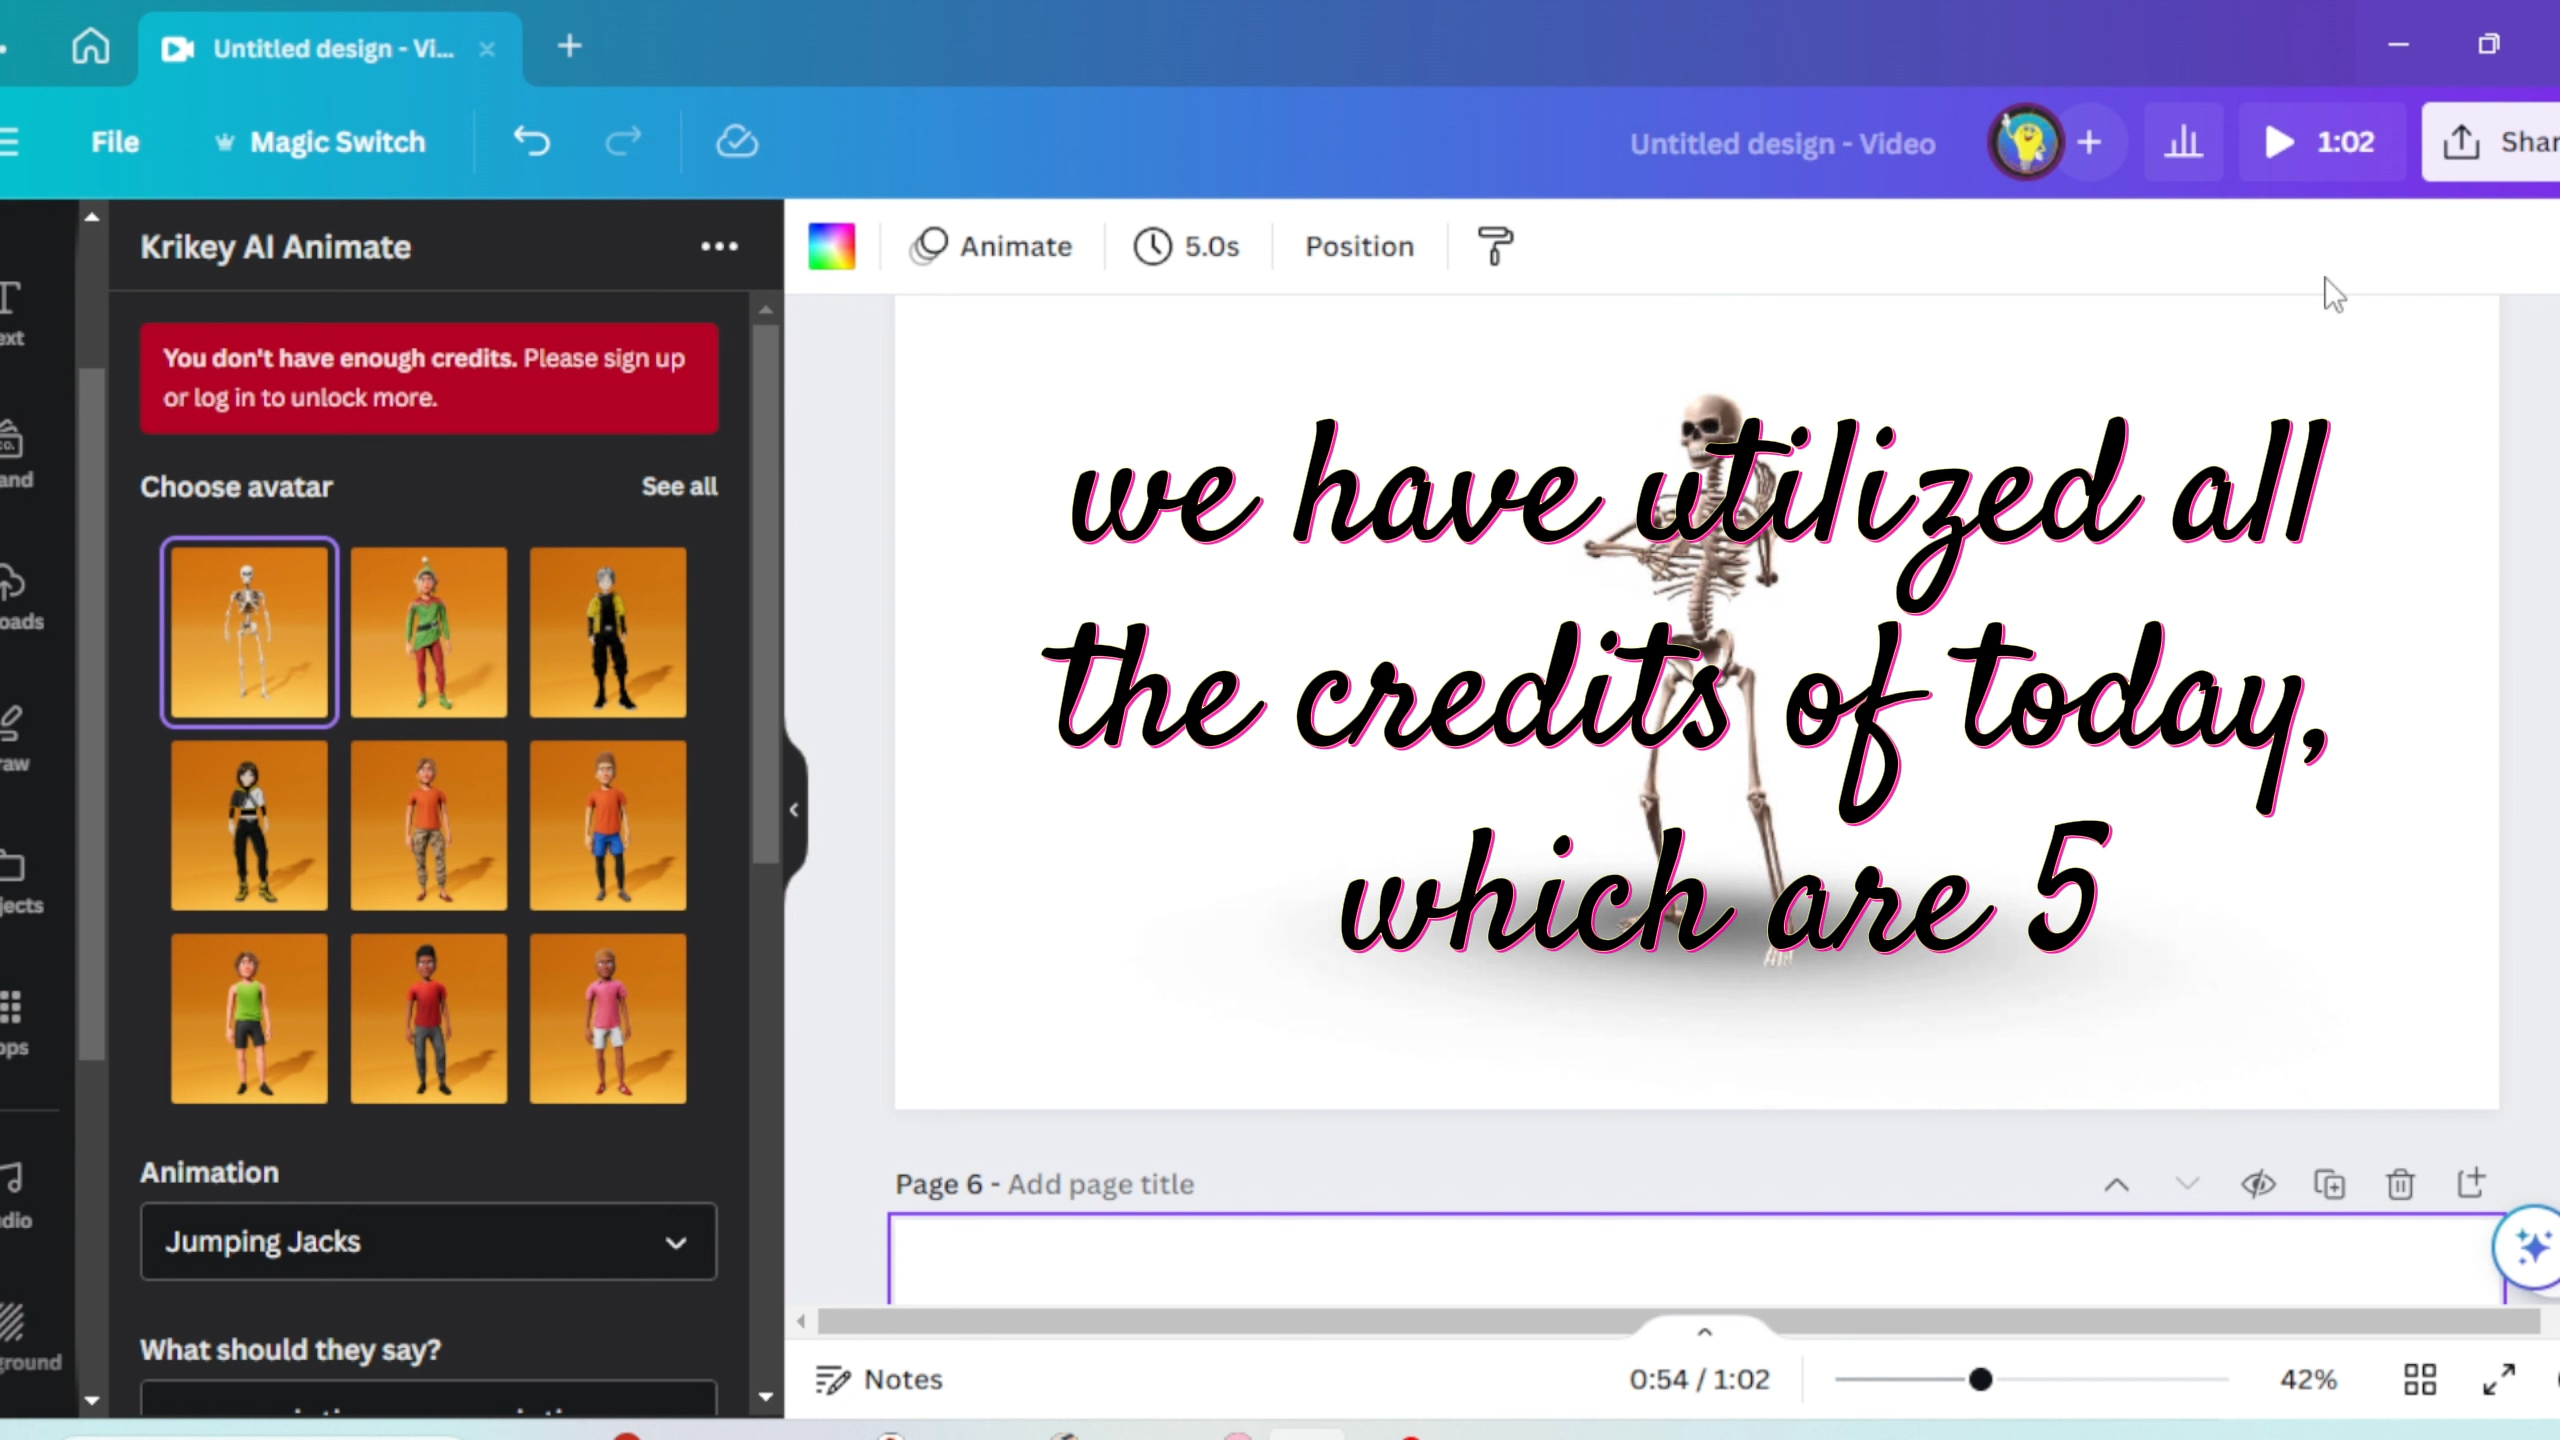 Untitled design - Vi...
File
Magic Switch
Untitled design - Video
1:02
Krikey AI Animate
Animate
5.0s
Position
You don't have enough credits. Please sign up
or log in to unlock more.
Choose avatar
See all
we have utilized all
the credits of today,
which are 5
Animation
Jumping Jacks
What should they say?
Page 6 - Add page title
Notes
0:54 / 1:02
42%